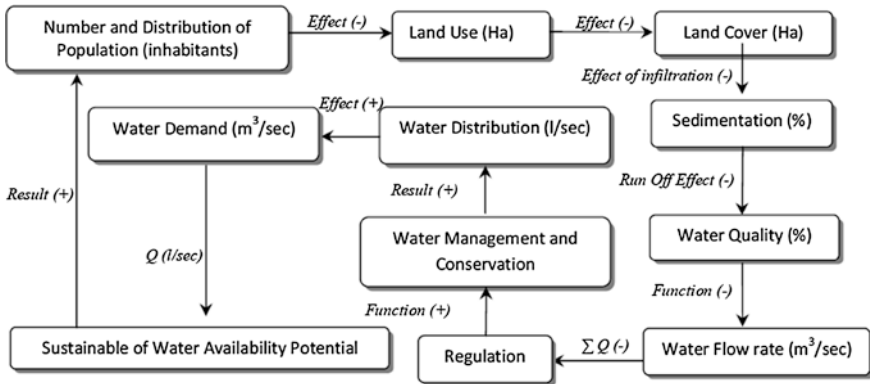 Number and Distribution of
Population (inhabitants)
Effect (-)
Land Use (Ha)
Effect (-)
Land Cover (Ha)
Effect of infiltration (-)
Effect (+)
Water Demand (m³/sec)
Water Distribution (l/sec)
Sedimentation (%)
Result (+)
Result (+)
Run Off Effect (-)
Q (l/sec)
Water Management and
Conservation
Water Quality (%)
Function (+)
Function (-)
Sustainable of Water Availability Potential
Regulation
∑ Q (-)
Water Flow rate (m³/sec)